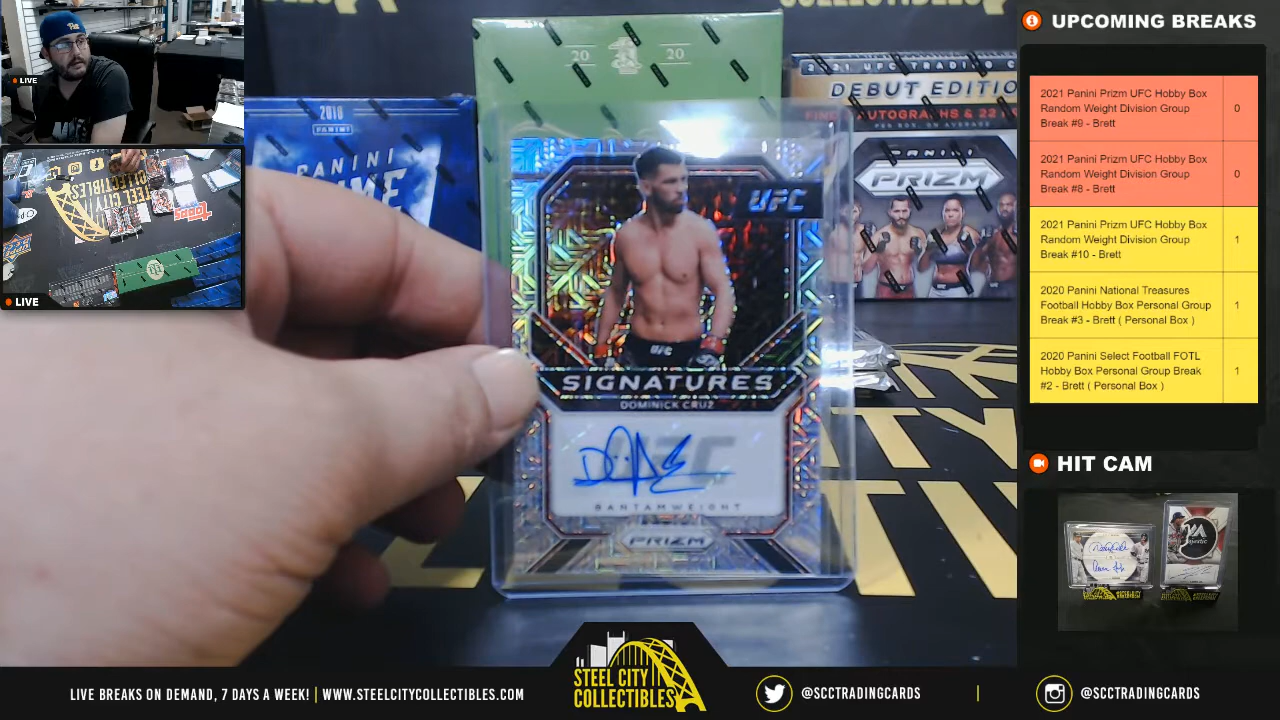 LIVE
LIVE
COLLECTIBLES
2018
PANINI
PANINI
20 20
DEBUT EDITION
PANINI
PRIZM
UFC
SIGNATURES
DOMINICK CRUZ
UFC
BANTAMWEIGHT
PRIZM
UPCOMING BREAKS
2021 Panini Prizm UFC Hobby Box
Random Weight Division Group
Break #9 - Brett
0
2021 Panini Prizm UFC Hobby Box
Random Weight Division Group
Break #8 - Brett
0
2021 Panini Prizm UFC Hobby Box
Random Weight Division Group
Break #10 - Brett
1
2020 Panini National Treasures
Football Hobby Box Personal Group
Break #3 - Brett ( Personal Box )
1
2020 Panini Select Football FOTL
Hobby Box Personal Group Break
#2 - Brett ( Personal Box )
1
HIT CAM
LIVE BREAKS ON DEMAND, 7 DAYS A WEEK! | WWW.STEELCITYCOLLECTIBLES.COM
STEEL CITY
COLLECTIBLES
@SCCTRADINGCARDS | @SCCTRADINGCARDS